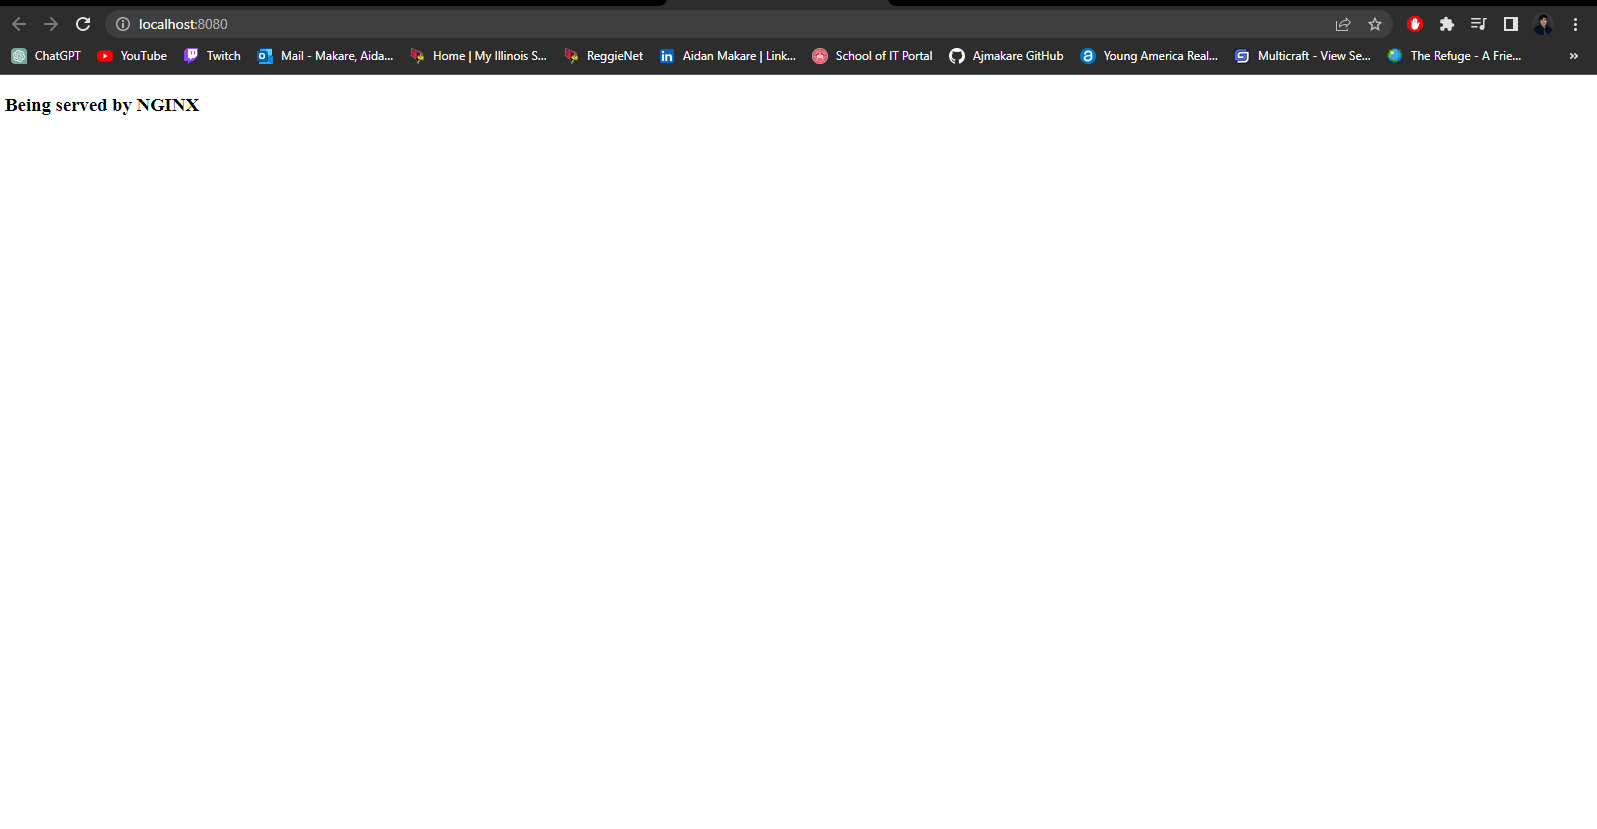 localhost:8080
ChatGPT YouTube Twitch Mail - Makare, Aida... Home | My Illinois S... ReggieNet Aidan Makare | Link... School of IT Portal Ajmakare GitHub Young America Real... Multicraft - View Se... The Refuge - A Frie... »
Being served by NGINX